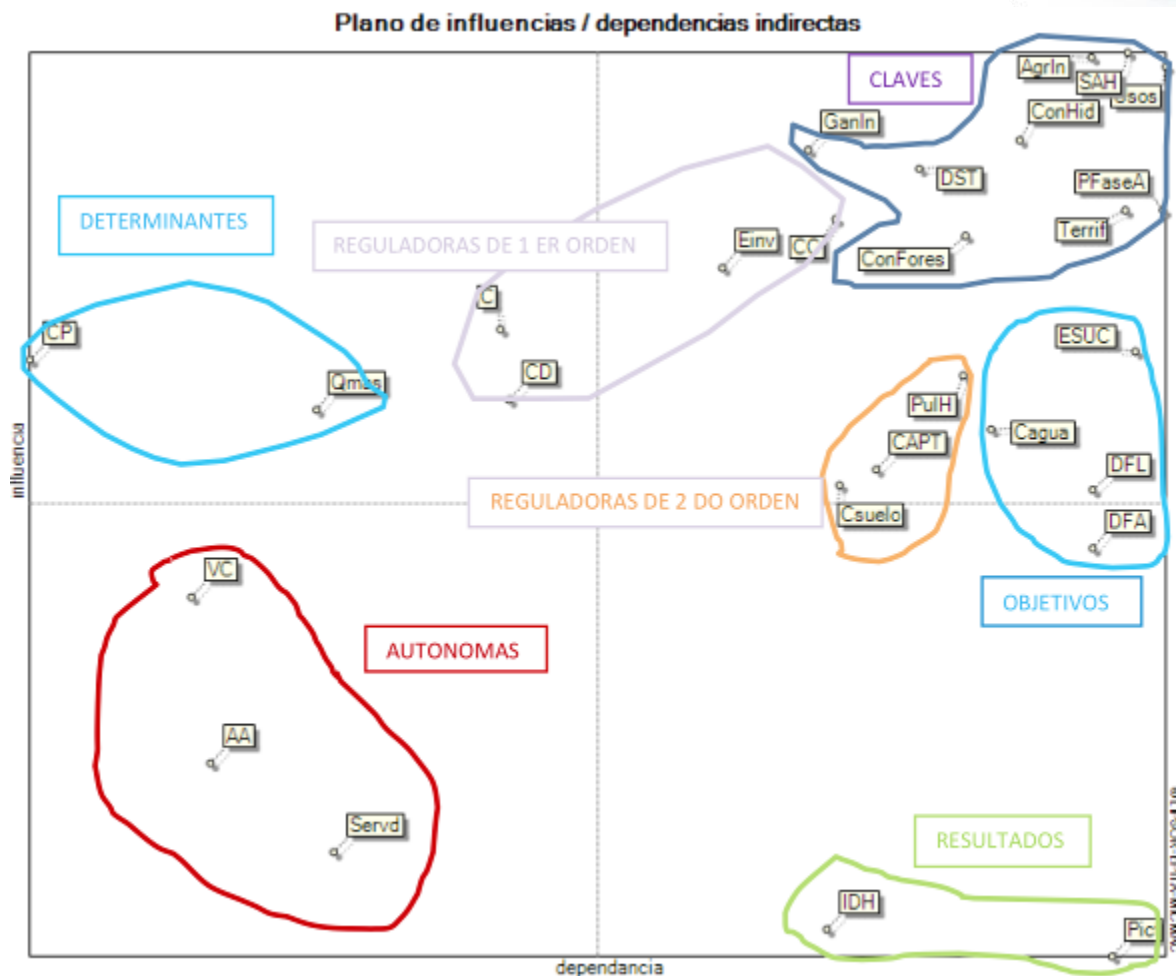 Plano de influencias / dependencias indirectas
CLAVES
AgrIn
SAH
Usos
ConHid
GanIn
DST
PFaseA
Territ
ConFores
DETERMINANTES
REGULADORAS DE 1 ER ORDEN
Einv
CC
C
CD
CP
Qmas
ESUC
PulH
Cagua
CAPT
DFL
REGULADORAS DE 2 DO ORDEN
Csuelo
DFA
influencia
VC
OBJETIVOS
AUTONOMAS
AA
Servd
RESULTADOS
IDH
Pic
dependancia